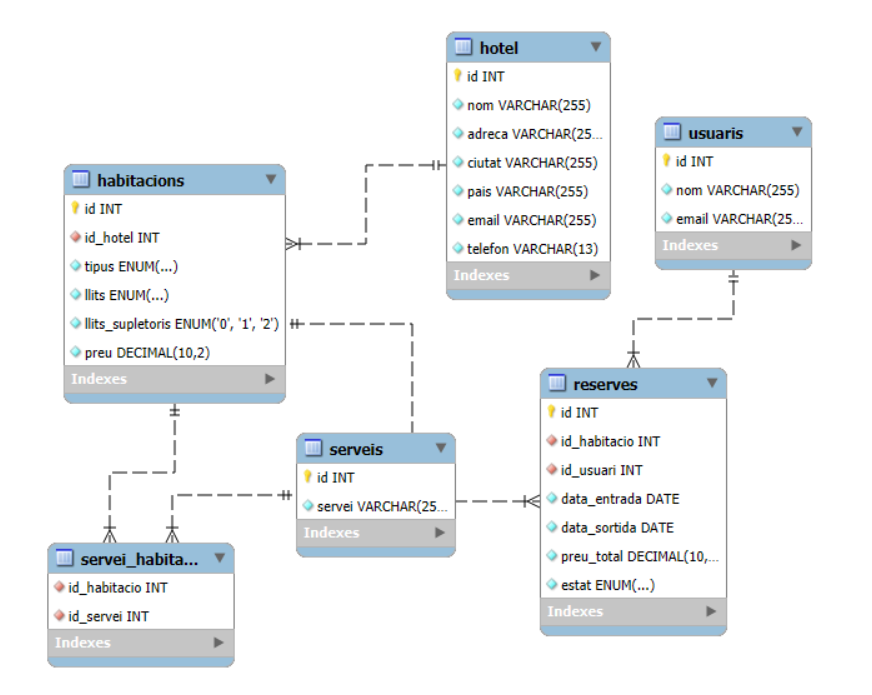 hotel
id INT
nom VARCHAR(255)
adreca VARCHAR(25...
ciutat VARCHAR(255)
pais VARCHAR(255)
email VARCHAR(255)
telefon VARCHAR(13)
Indexes
usuaris
id INT
nom VARCHAR(255)
email VARCHAR(25...
Indexes
habitacions
id INT
id_hotel INT
tipus ENUM(...)
llits ENUM(...)
llits_supletoris ENUM('0', '1', '2')
preu DECIMAL(10,2)
Indexes
reserves
id INT
id_habitacio INT
id_usuari INT
data_entrada DATE
data_sortida DATE
preu_total DECIMAL(10,...
estat ENUM(...)
Indexes
serveis
id INT
servei VARCHAR(25...
Indexes
servei_habita...
id_habitacio INT
id_servei INT
Indexes